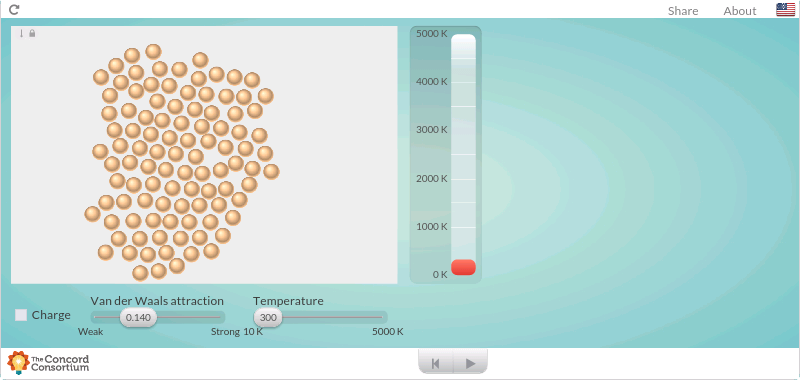 Share About
5000 K
4000 K
3000 K
2000 K
1000 K
0 K
Van der Waals attraction Temperature
Charge 0.140 300
Weak Strong 10 K 5000 K
The Concord
Consortium